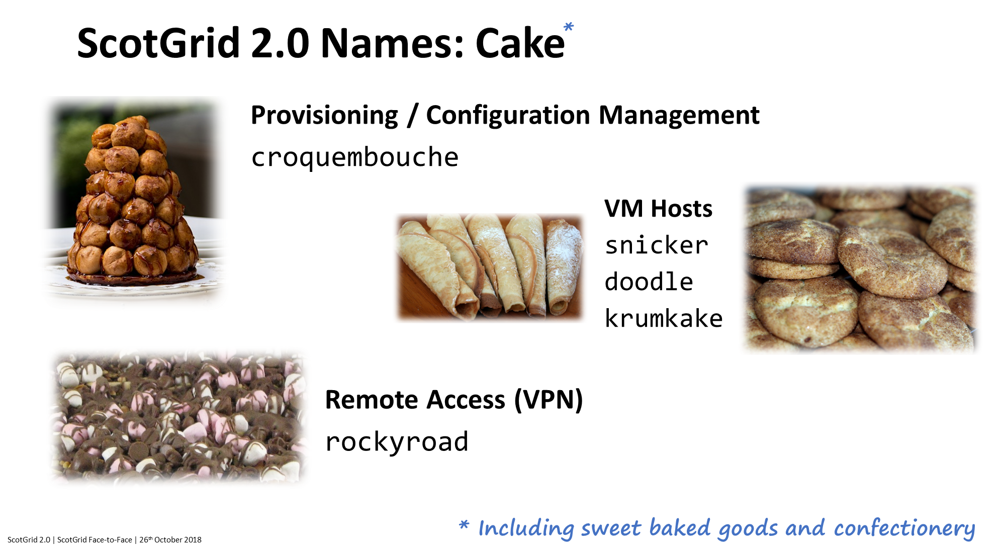 ScotGrid 2.0 Names: Cake*
Provisioning / Configuration Management
croquembouche
VM Hosts
snicker
doodle
krumkake
Remote Access (VPN)
rockyroad
* Including sweet baked goods and confectionery
ScotGrid 2.0 | ScotGrid Face-to-Face | 26th October 2018